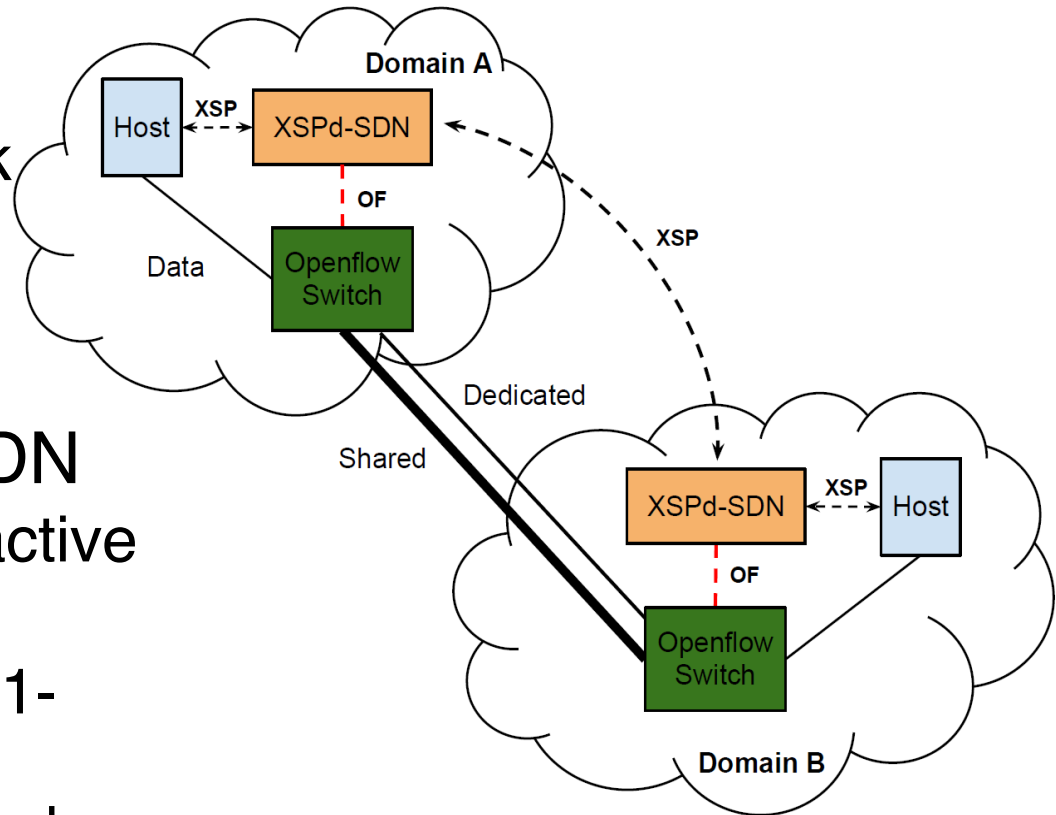 Domain A
Host
XSP
XSPd-SDN
OF
Data
Openflow
Switch
XSP
Dedicated
Shared
XSPd-SDN
XSP
Host
OF
Openflow
Switch
Domain B
k
DN
active
1-